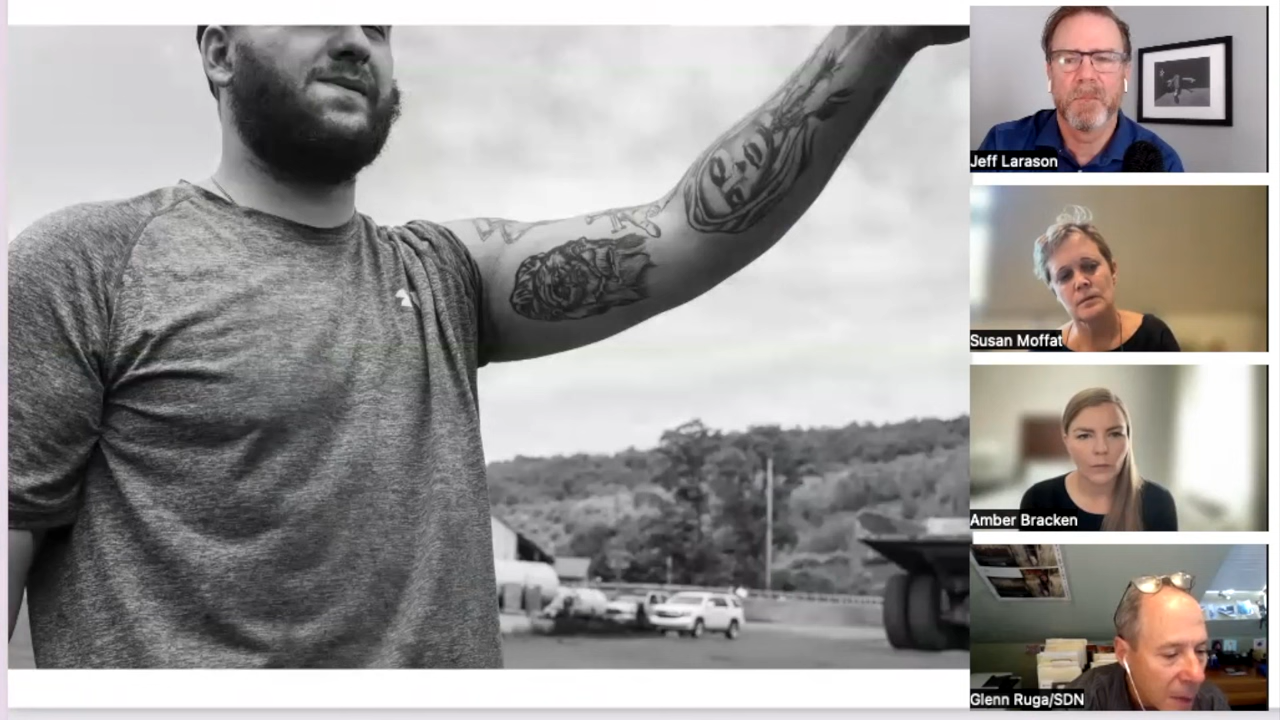 Jeff Larason
Susan Moffat
Amber Bracken
Glenn Ruga/SDN